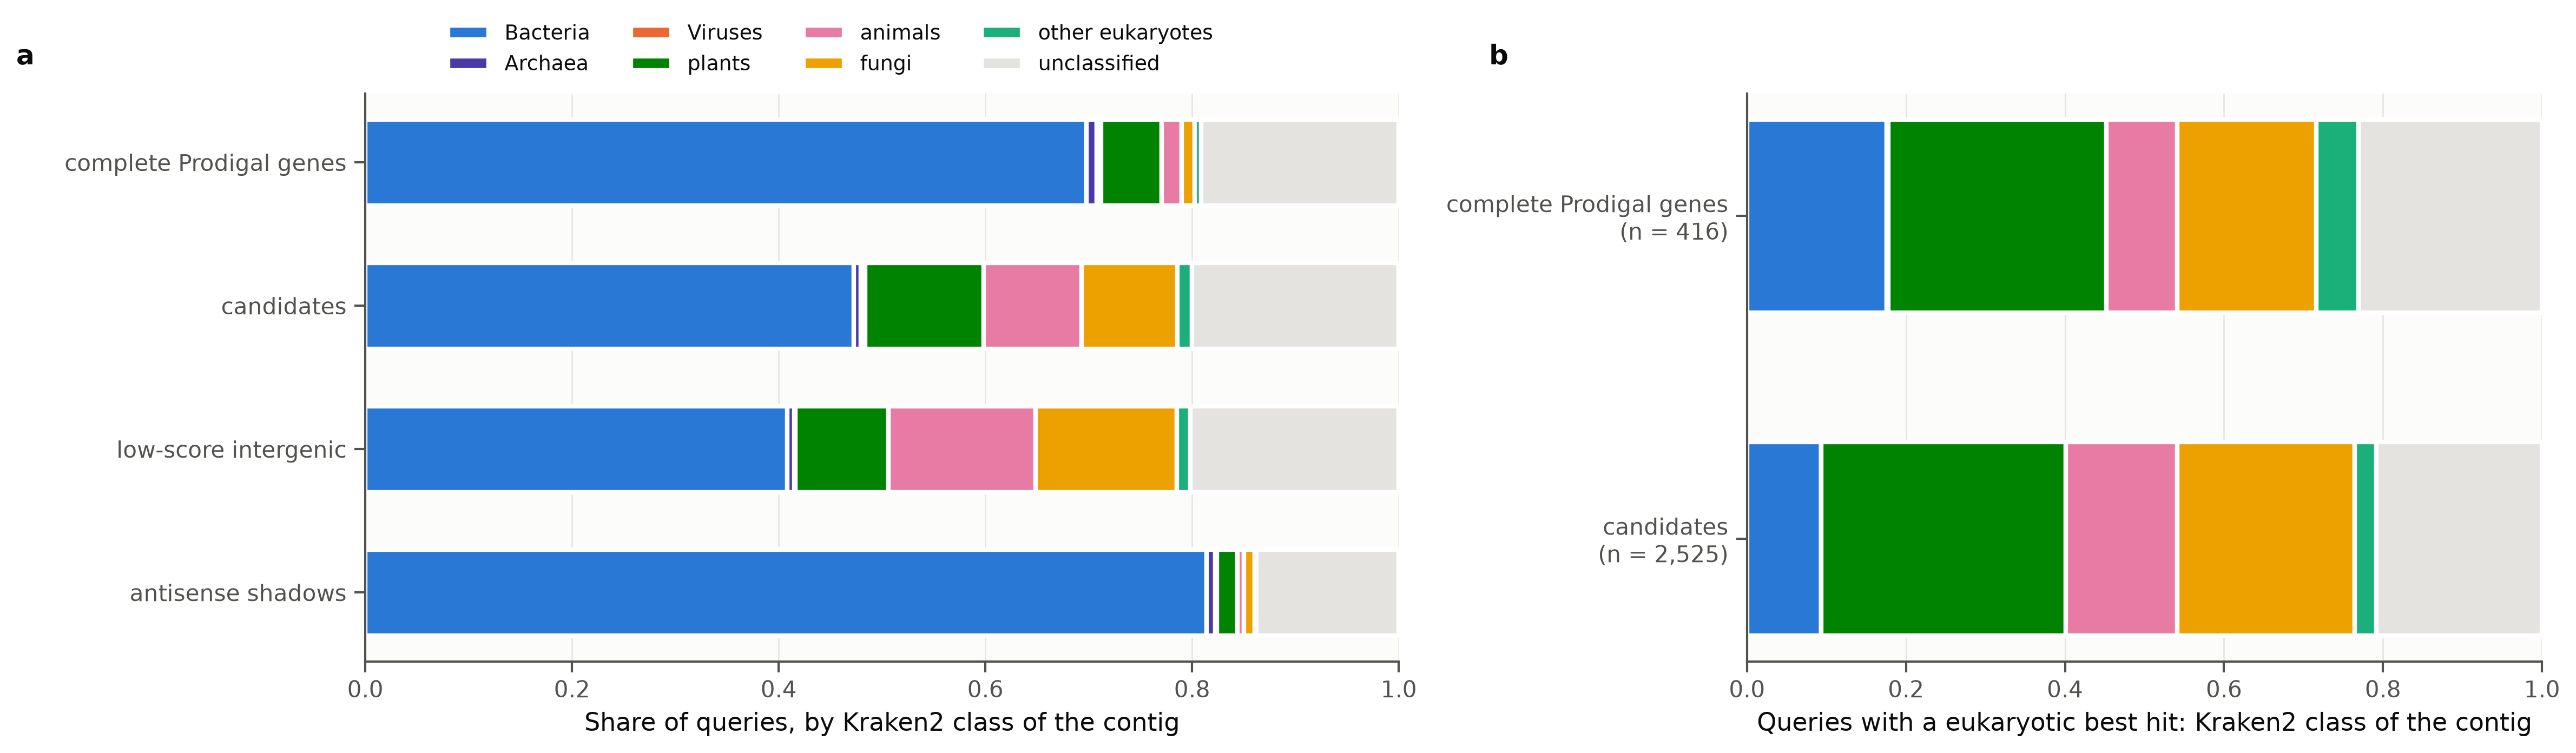 a
Bacteria
Archaea
Viruses
plants
animals
fungi
other eukaryotes
unclassified
complete Prodigal genes
candidates
low-score intergenic
antisense shadows
0.0 0.2 0.4 0.6 0.8 1.0
Share of queries, by Kraken2 class of the contig
b
complete Prodigal genes
(n = 416)
candidates
(n = 2,525)
0.0 0.2 0.4 0.6 0.8 1.0
Queries with a eukaryotic best hit: Kraken2 class of the contig